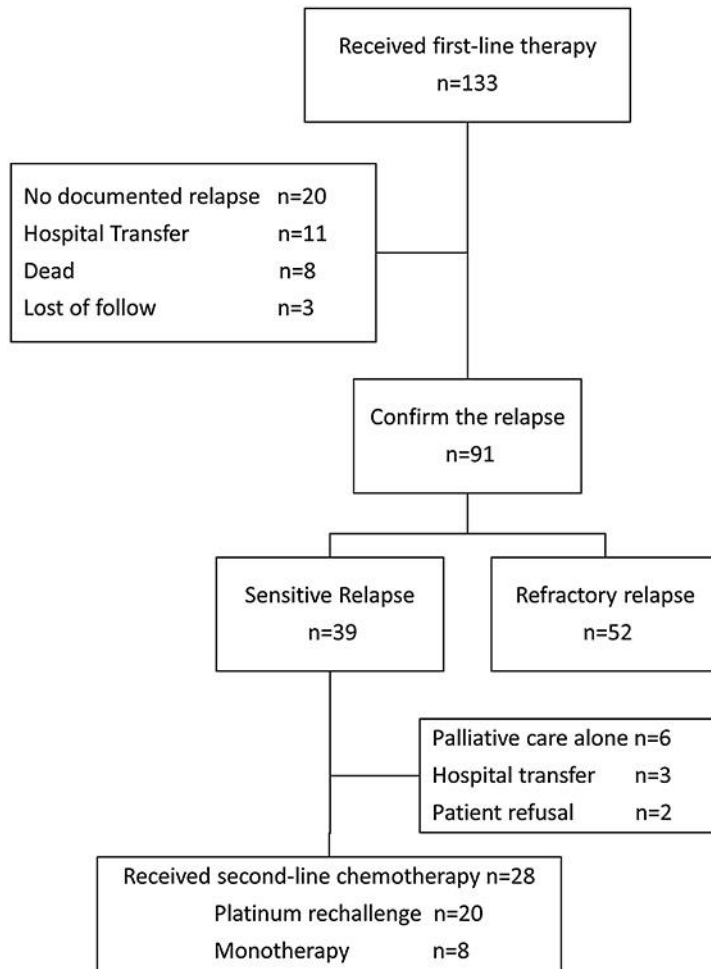 Received first-line therapy
n=133
No documented relapse n=20
Hospital Transfer n=11
Dead n=8
Lost of follow n=3
Confirm the relapse
n=91
Sensitive Relapse
n=39
Refractory relapse
n=52
Palliative care alone n=6
Hospital transfer n=3
Patient refusal n=2
Received second-line chemotherapy n=28
Platinum rechallenge n=20
Monotherapy n=8